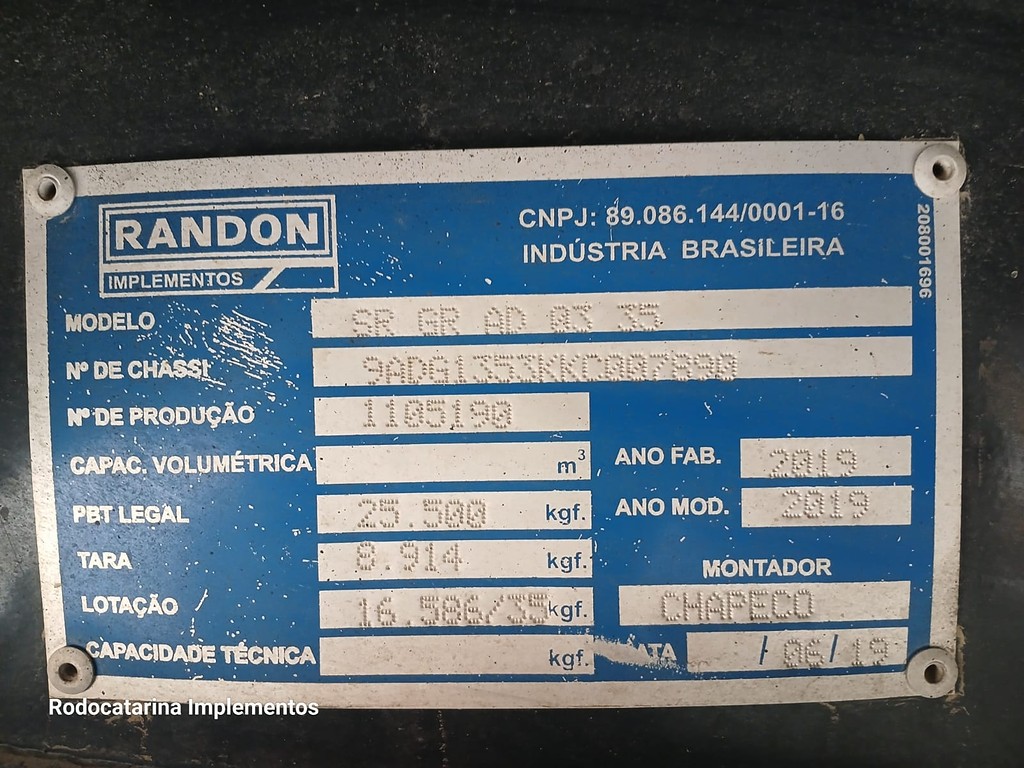 RANDON
IMPLEMENTOS
CNPJ: 89.086.144/0001-16
INDÚSTRIA BRASILEIRA
208001696
MODELO SR GR AD 03 35
Nº DE CHASSI
Nº DE PRODUÇÃO 1105190
CAPAC. VOLUMÉTRICA m³
ANO FAB. 2019
PBT LEGAL 25.500 kgf.
ANO MOD. 2019
TARA 8.914 kgf.
MONTADOR
LOTAÇÃO 16.586/35 kgf.
CHAPECO
CAPACIDADE TÉCNICA kgf.
/ 06 / 19
Rodocatarina Implementos